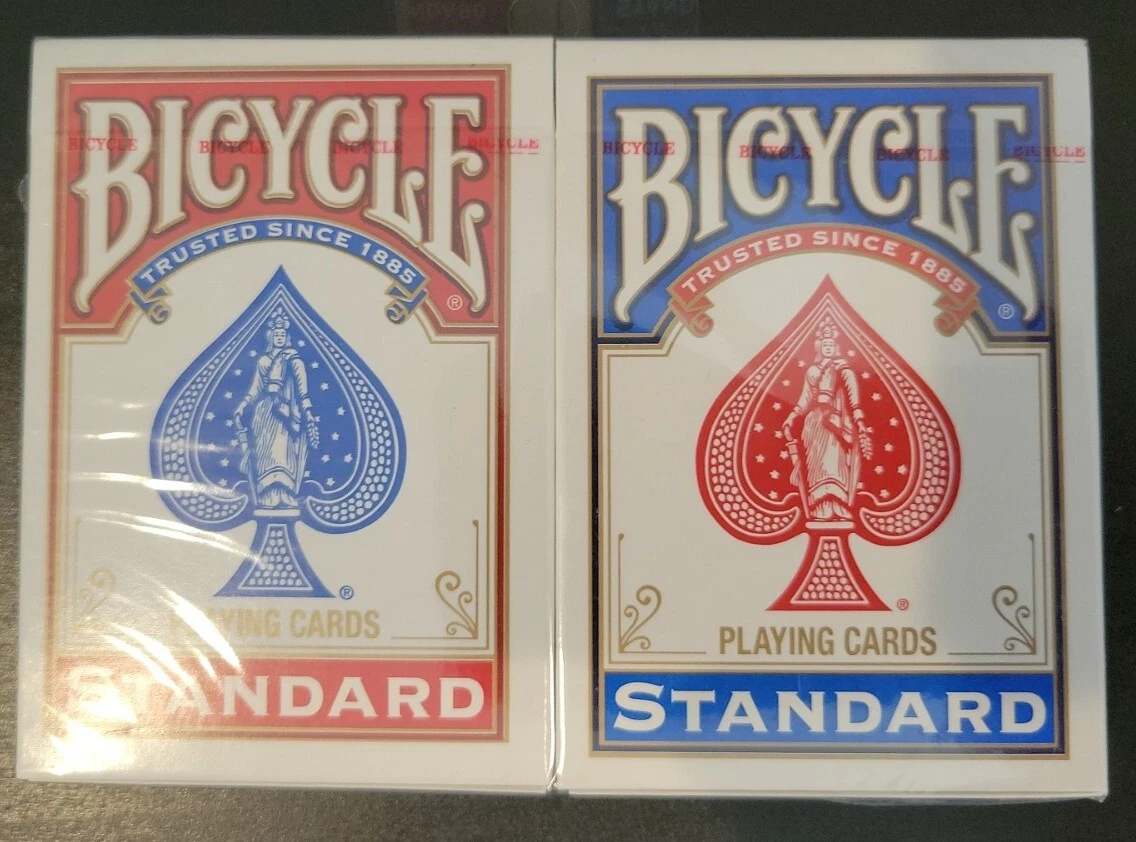 BICYCLE
BICYCLE BICYCLE BICYCLE BICYCLE
TRUSTED SINCE 1885
®
®
PLAYING CARDS
STANDARD
BICYCLE
BICYCLE BICYCLE BICYCLE BICYCLE
TRUSTED SINCE 1885
®
®
PLAYING CARDS
STANDARD